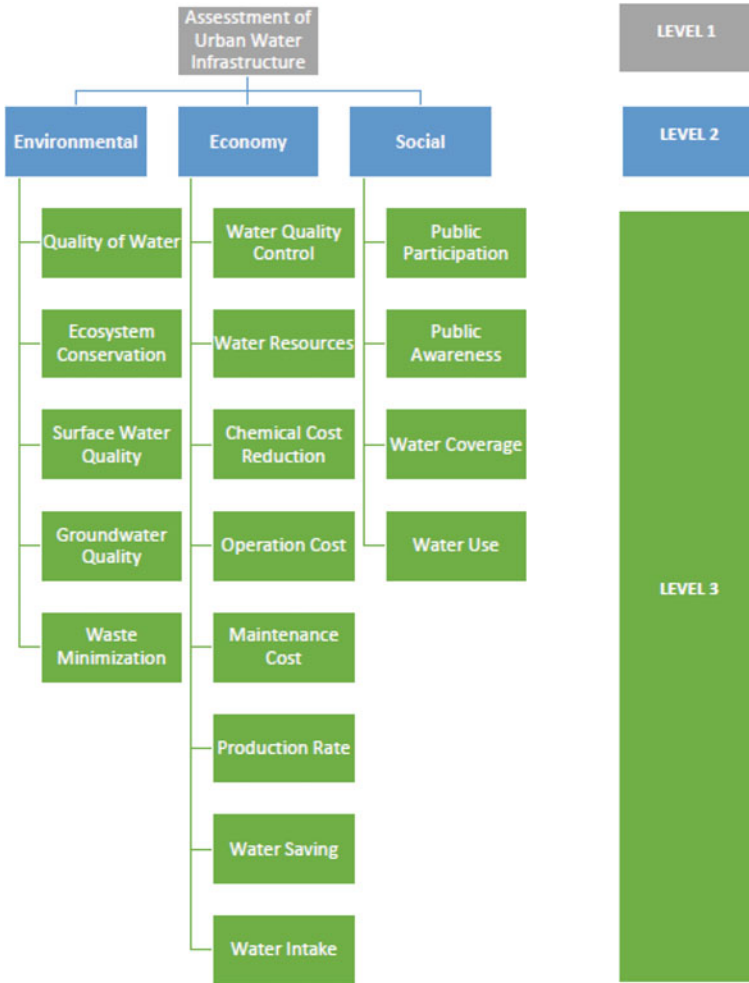 Assesstment of
Urban Water
Infrastructure
LEVEL 1
Environmental
Economy
Social
LEVEL 2
Quality of Water
Ecosystem
Conservation
Surface Water
Quality
Groundwater
Quality
Waste
Minimization
Water Quality
Control
Water Resources
Chemical Cost
Reduction
Operation Cost
Maintenance
Cost
Production Rate
Water Saving
Water Intake
Public
Participation
Public
Awareness
Water Coverage
Water Use
LEVEL 3